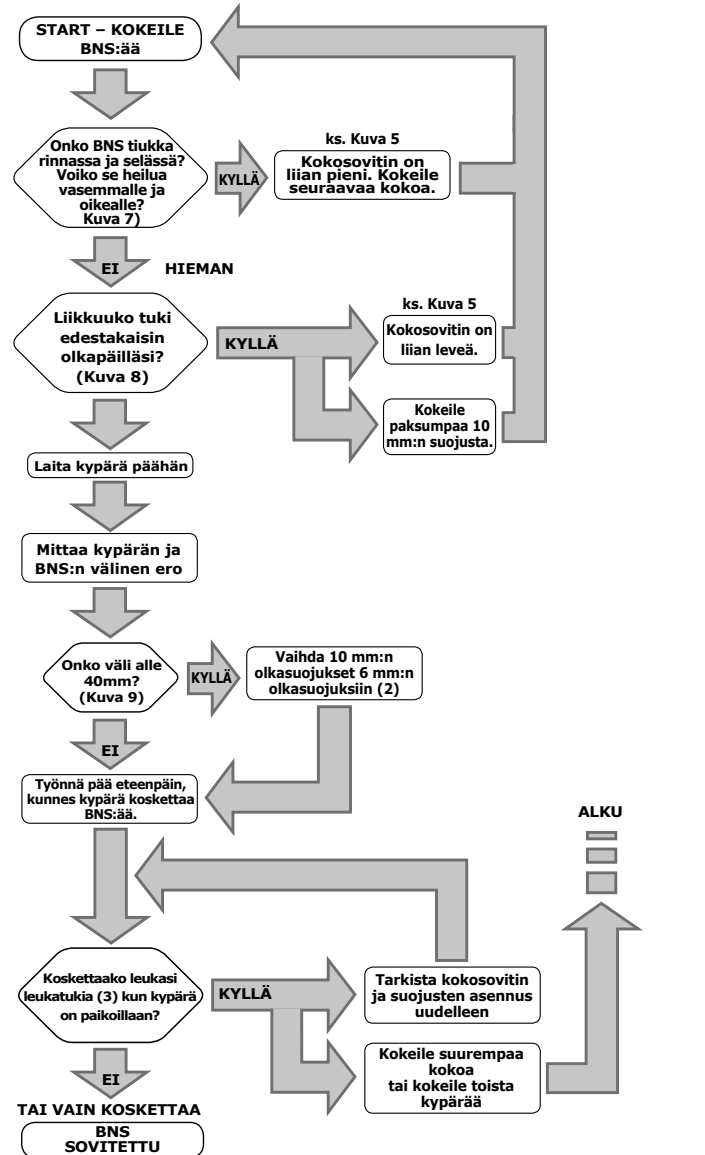 START – KOKEILE
BNS:ää
Onko BNS tiukka
rinnassa ja selässä?
Voiko se heilua
vasemmalle ja
oikealle?
Kuva 7)
KYLLÄ
ks. Kuva 5
Kokosovitin on
liian pieni. Kokeile
seuraavaa kokoa.
EI
HIEMAN
Liikkuuko tuki
edestakaisin
olkapäilläsi?
(Kuva 8)
KYLLÄ
ks. Kuva 5
Kokosovitin on
liian leveä.
Kokeile
paksumpaa 10
mm:n suojusta.
Laita kypärä päähän
Mittaa kypärän ja
BNS:n välinen ero
Onko väli alle
40mm?
(Kuva 9)
KYLLÄ
Vaihda 10 mm:n
olkasuojukset 6 mm:n
olkasuojuksiin (2)
EI
Työnnä pää eteenpäin,
kunnes kypärä koskettaa
BNS:ää.
ALKU
Koskettaako leukasi
leukatukia (3) kun kypärä
on paikoillaan?
KYLLÄ
Tarkista kokosovitin
ja suojusten asennus
uudelleen
Kokeile suurempaa
kokoa
tai kokeile toista
kypärää
EI
TAI VAIN KOSKETTAA
BNS
SOVITETTU